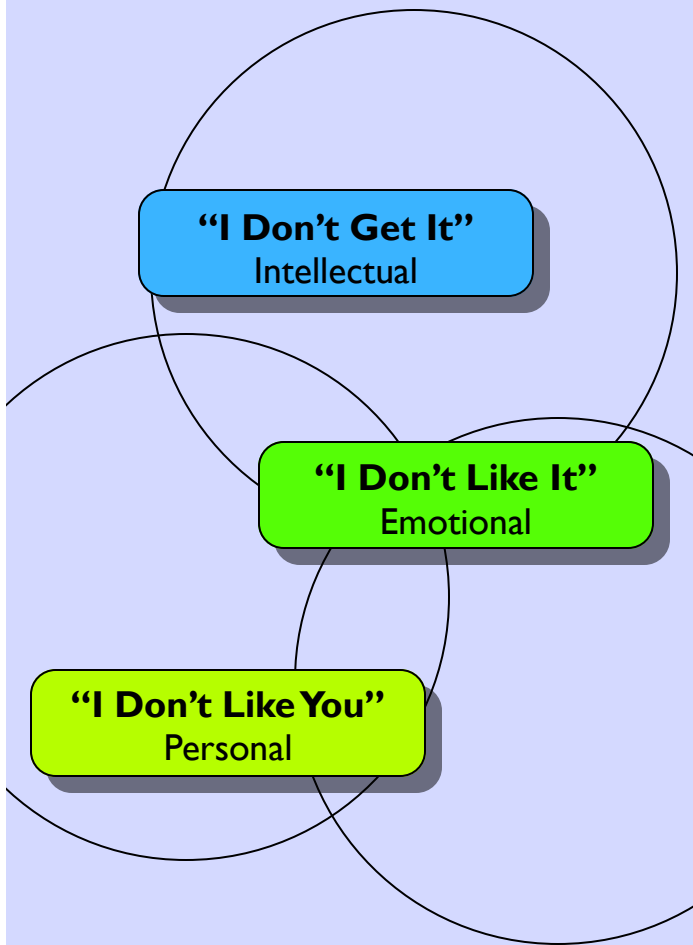 “I Don’t Get It”
Intellectual
“I Don’t Like It”
Emotional
“I Don’t Like You”
Personal